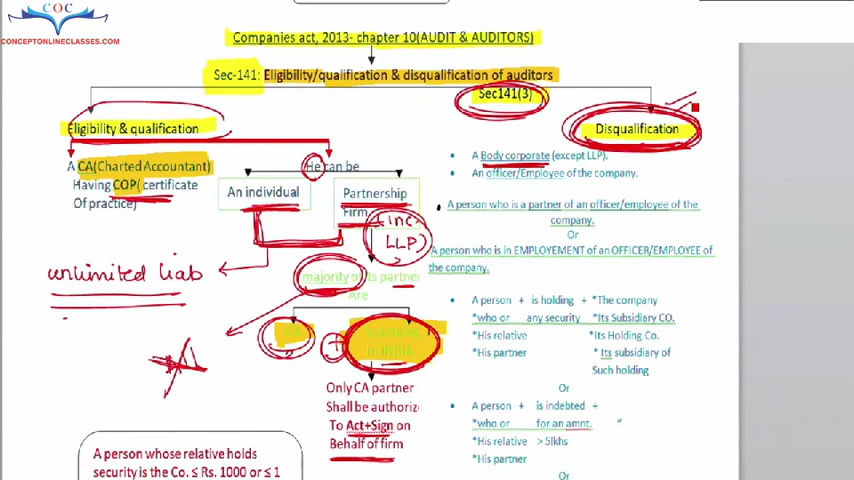 COC
CONCEPTONLINECLASSES.COM
Companies act, 2013- chapter 10(AUDIT & AUDITORS)
Sec-141: Eligibility/qualification & disqualification of auditors
Sec141(3)
Eligibility & qualification
Disqualification
A CA(Charted Accountant)
Having COP( certificate
Of practice)
He can be
An individual
Partnership
Firm
(inc.
LLP)
unlimited liab
majority of its partne
Are
CA
+
Only CA partner
Shall be authoriz
To Act+Sign on
Behalf of firm
A person whose relative holds
security is the Co. ≤ Rs. 1000 or ≤ 1
• A Body corporate (except LLP).
• An officer/Employee of the company.
• A person who is a partner of an officer/employee of the
company.
Or
A person who is in EMPLOYEMENT of an OFFICER/EMPLOYEE of
the company.
• A person + is holding + *The company
*who or any security *Its Subsidiary CO.
*His relative *Its Holding Co.
*His partner * Its subsidiary of
Such holding
Or
• A person + is indebted +
*who or for an amnt. "
*His relative > 5lkhs
*His partner
Or